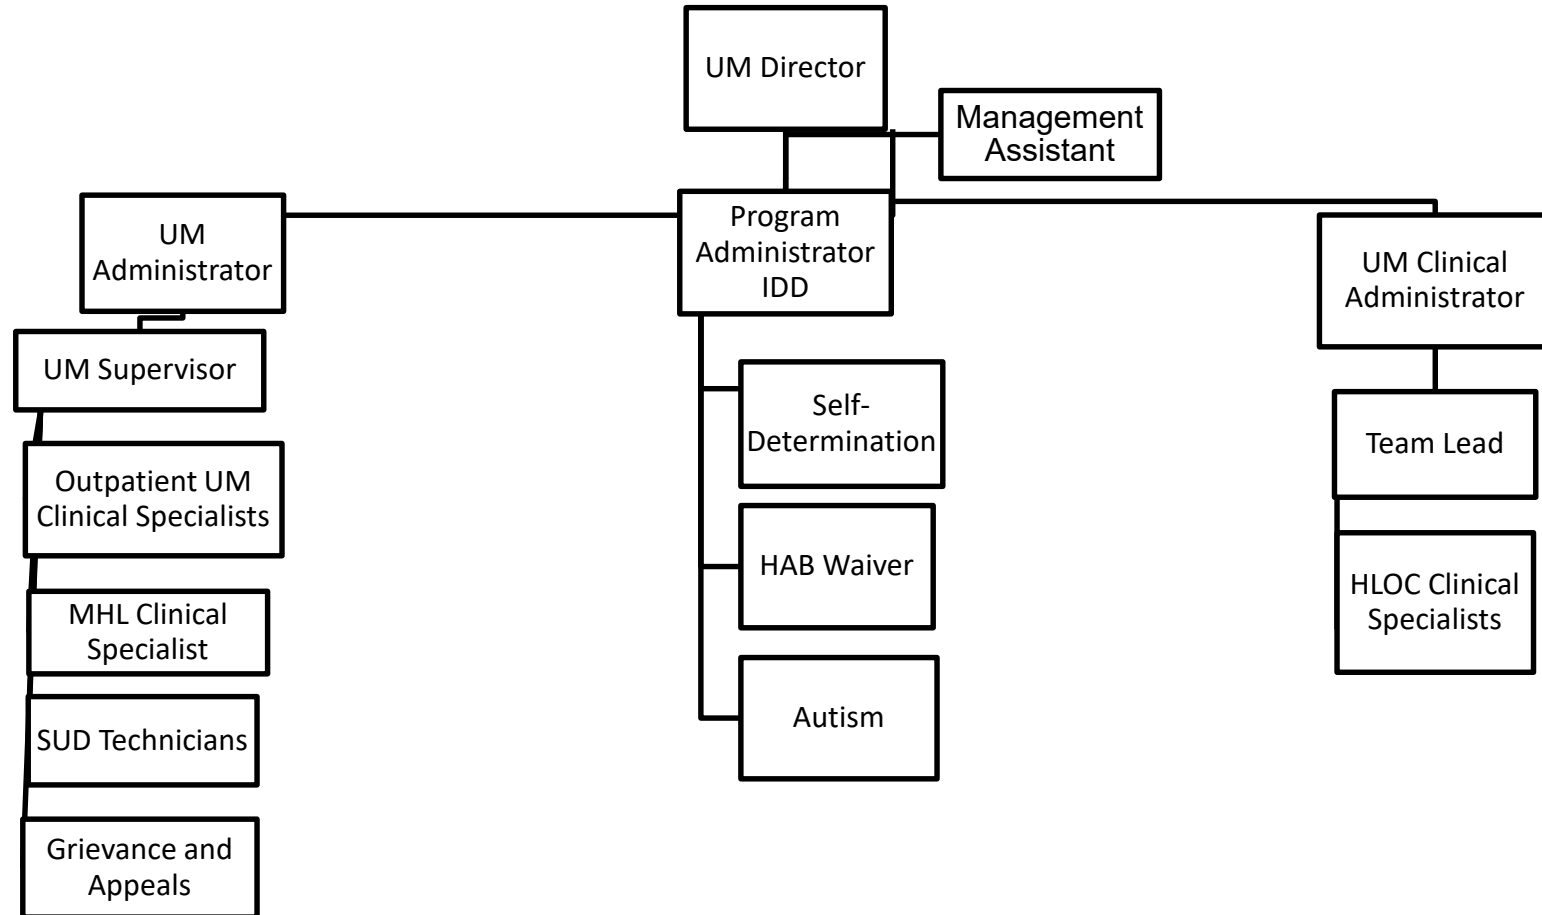 UM Director
Management
Assistant
UM
Administrator
Program
Administrator
IDD
UM Clinical
Administrator
UM Supervisor
Self-
Determination
Team Lead
Outpatient UM
Clinical Specialists
HAB Waiver
HLOC Clinical
Specialists
MHL Clinical
Specialist
Autism
SUD Technicians
Grievance and
Appeals